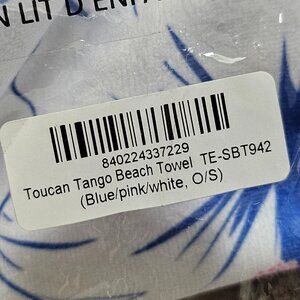 N LIT D'ENFA
840224337229
Toucan Tango Beach Towel TE-SBT942
(Blue/pink/white, O/S)